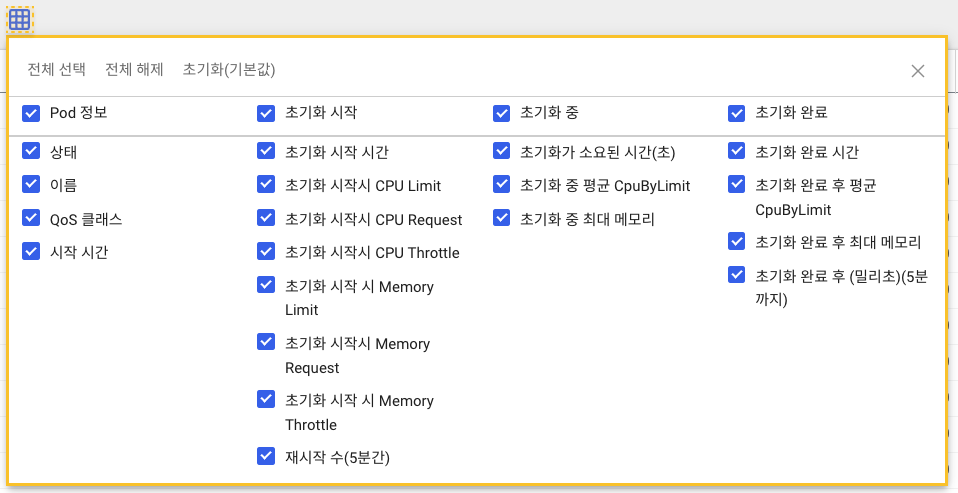 전체 선택 전체 해제 초기화(기본값)
Pod 정보
상태
이름
QoS 클래스
시작 시간
초기화 시작
초기화 시작 시간
초기화 시작시 CPU Limit
초기화 시작시 CPU Request
초기화 시작시 CPU Throttle
초기화 시작 시 Memory
Limit
초기화 시작시 Memory
Request
초기화 시작 시 Memory
Throttle
재시작 수(5분간)
초기화 중
초기화가 소요된 시간(초)
초기화 중 평균 CpuByLimit
초기화 중 최대 메모리
초기화 완료
초기화 완료 시간
초기화 완료 후 평균
CpuByLimit
초기화 완료 후 최대 메모리
초기화 완료 후 (밀리초)(5분
까지)